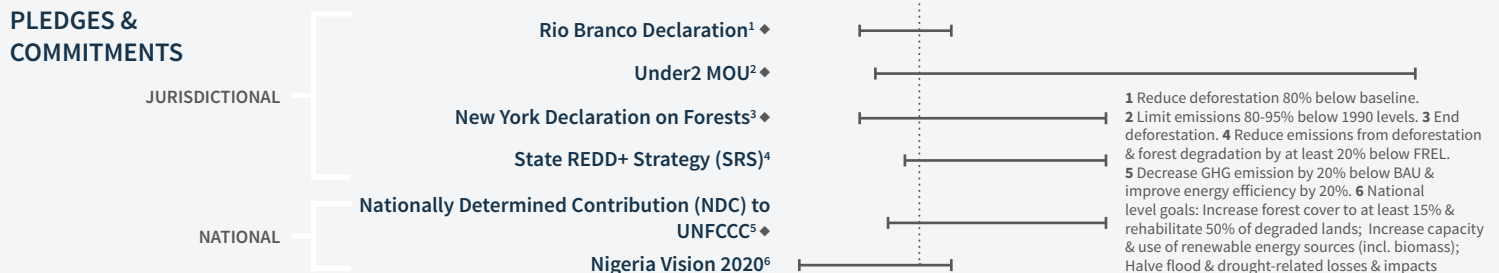 PLEDGES &
COMMITMENTS
JURISDICTIONAL
Rio Branco Declaration¹ ◆
Under2 MOU² ◆
New York Declaration on Forests³ ◆
State REDD+ Strategy (SRS)⁴
NATIONAL
Nationally Determined Contribution (NDC) to
UNFCCC⁵ ◆
Nigeria Vision 2020⁶
1 Reduce deforestation 80% below baseline.
2 Limit emissions 80-95% below 1990 levels. 3 End
deforestation. 4 Reduce emissions from deforestation
& forest degradation by at least 20% below FREL.
5 Decrease GHG emission by 20% below BAU &
improve energy efficiency by 20%. 6 National
level goals: Increase forest cover to at least 15% &
rehabilitate 50% of degraded lands; Increase capacity
& use of renewable energy sources (incl. biomass);
Halve flood & drought-related losses & impacts